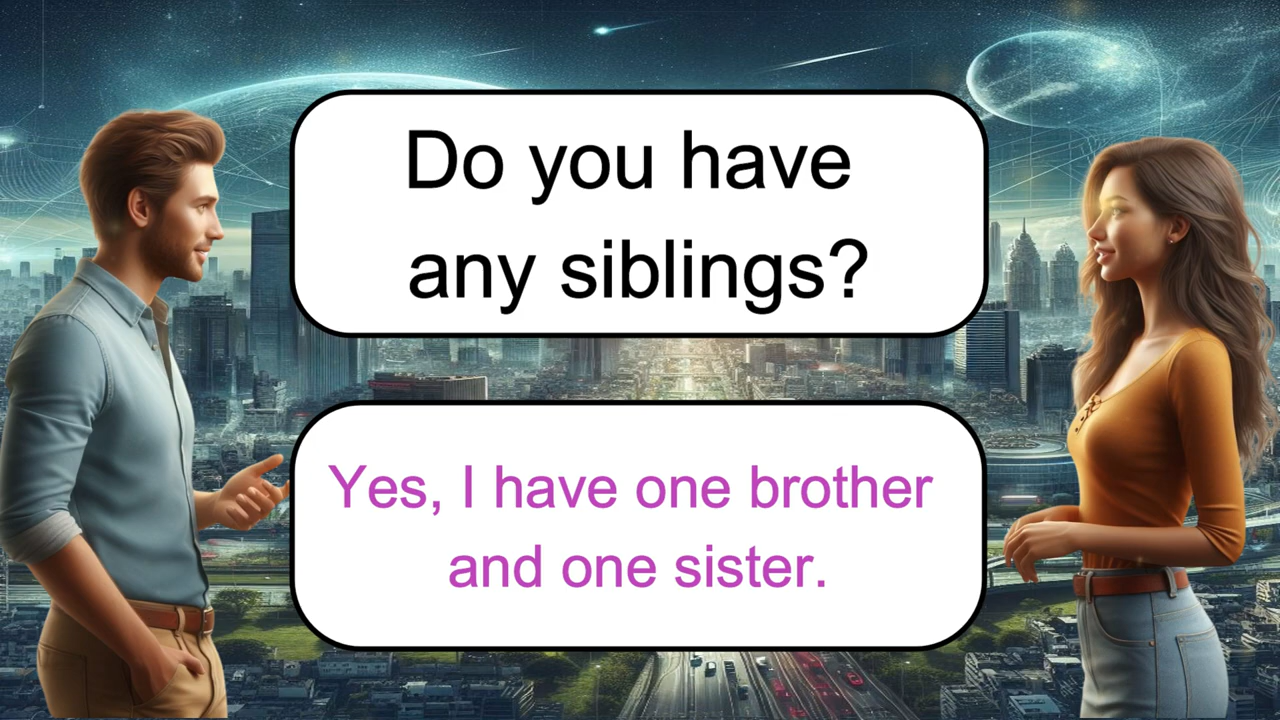 Do you have
any siblings?
Yes, I have one brother
and one sister.